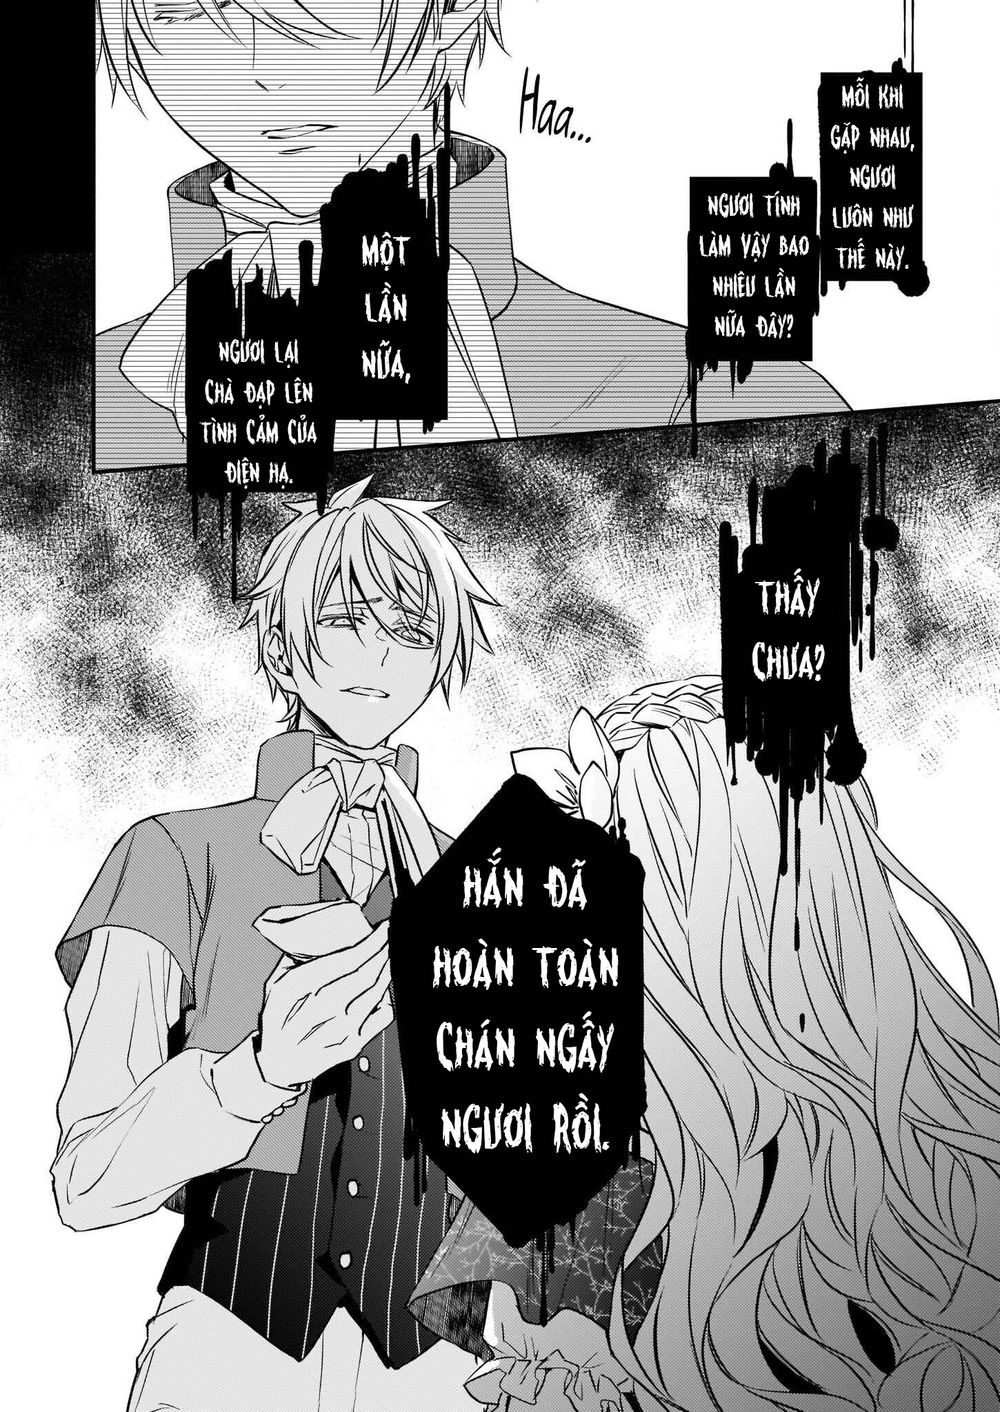 MỖI KHI
GẶP NHAU,
NGƯƠI
LUÔN NHƯ
THẾ NÀY.
NGƯƠI TÍNH
LÀM VẬY BAO
NHIÊU LẦN
NỮA ĐÂY?
Haa...
MỘT
LẦN
NỮA,
NGƯƠI LẠI
CHÀ ĐẠP LÊN
TÌNH CẢM CỦA
ĐIỆN HẠ.
THẤY
CHƯA?
HẮN ĐÃ
HOÀN TOÀN
CHÁN NGẤY
NGƯƠI RỒI.